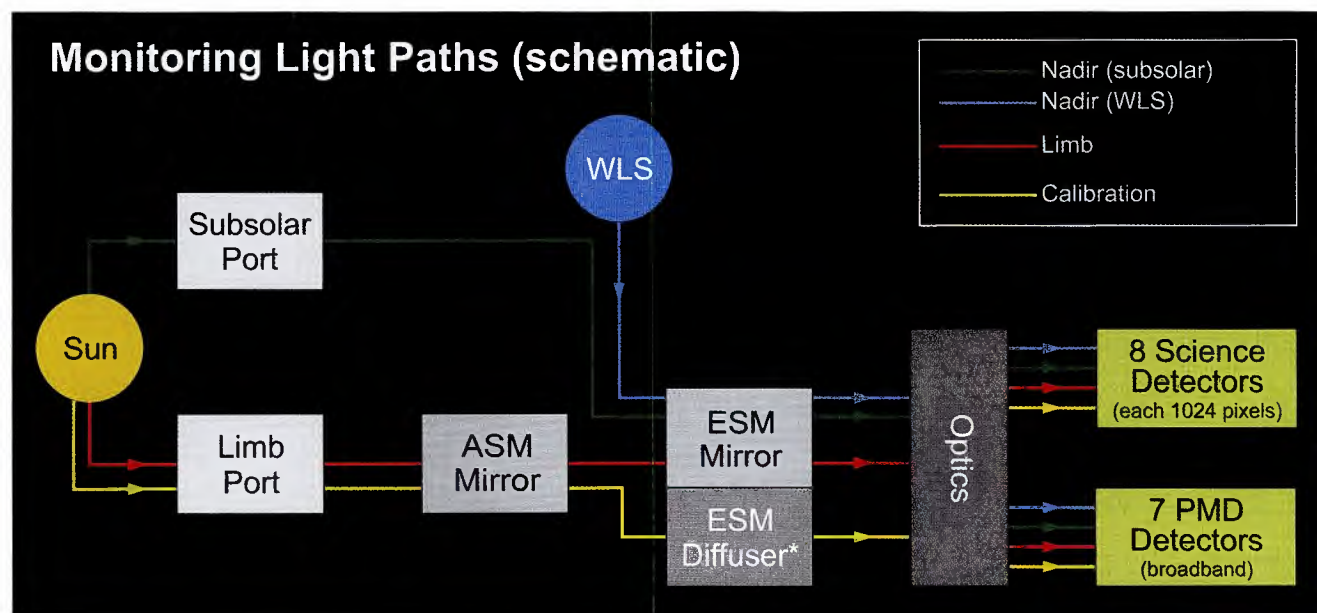 Monitoring Light Paths (schematic)
Nadir (subsolar)
Nadir (WLS)
Limb
Calibration
WLS
Subsolar
Port
Sun
Limb
Port
ASM
Mirror
ESM
Mirror
ESM
Diffuser*
Optics
8 Science
Detectors
(each 1024 pixels)
7 PMD
Detectors
(broadband)